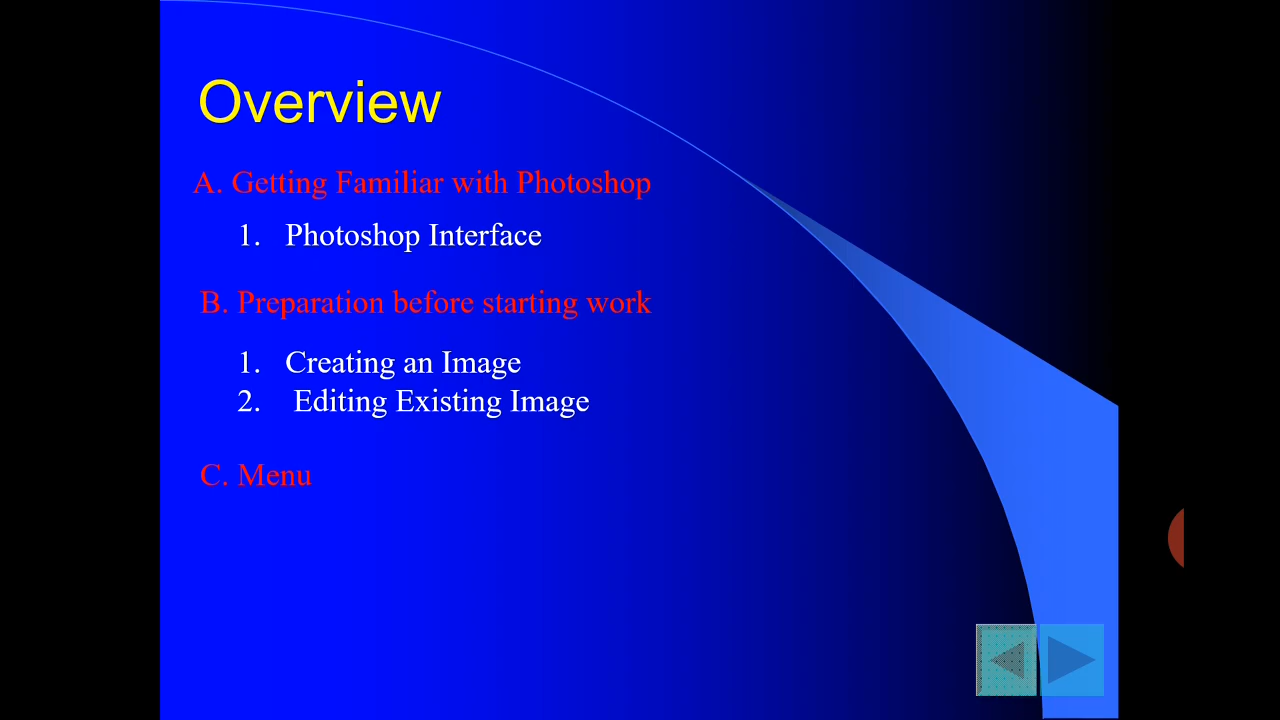 Overview
A. Getting Familiar with Photoshop
1. Photoshop Interface
B. Preparation before starting work
1. Creating an Image
2. Editing Existing Image
C. Menu